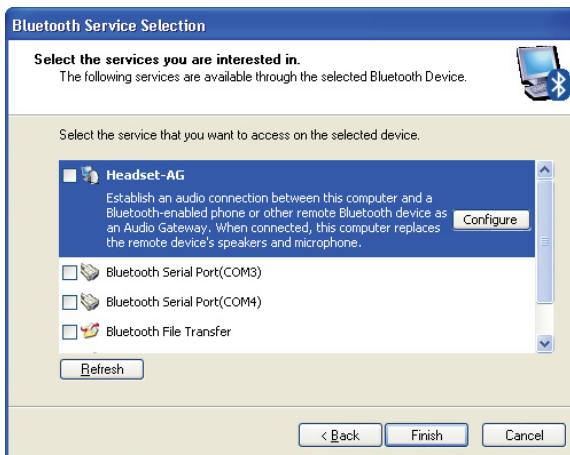 Bluetooth Service Selection
Select the services you are interested in.
The following services are available through the selected Bluetooth Device.
Select the service that you want to access on the selected device.
Headset-AG
Establish an audio connection between this computer and a
Bluetooth-enabled phone or other remote Bluetooth device as
an Audio Gateway. When connected, this computer replaces
the remote device's speakers and microphone.
Configure
Bluetooth Serial Port(COM3)
Bluetooth Serial Port(COM4)
Bluetooth File Transfer
Refresh
< Back Finish Cancel